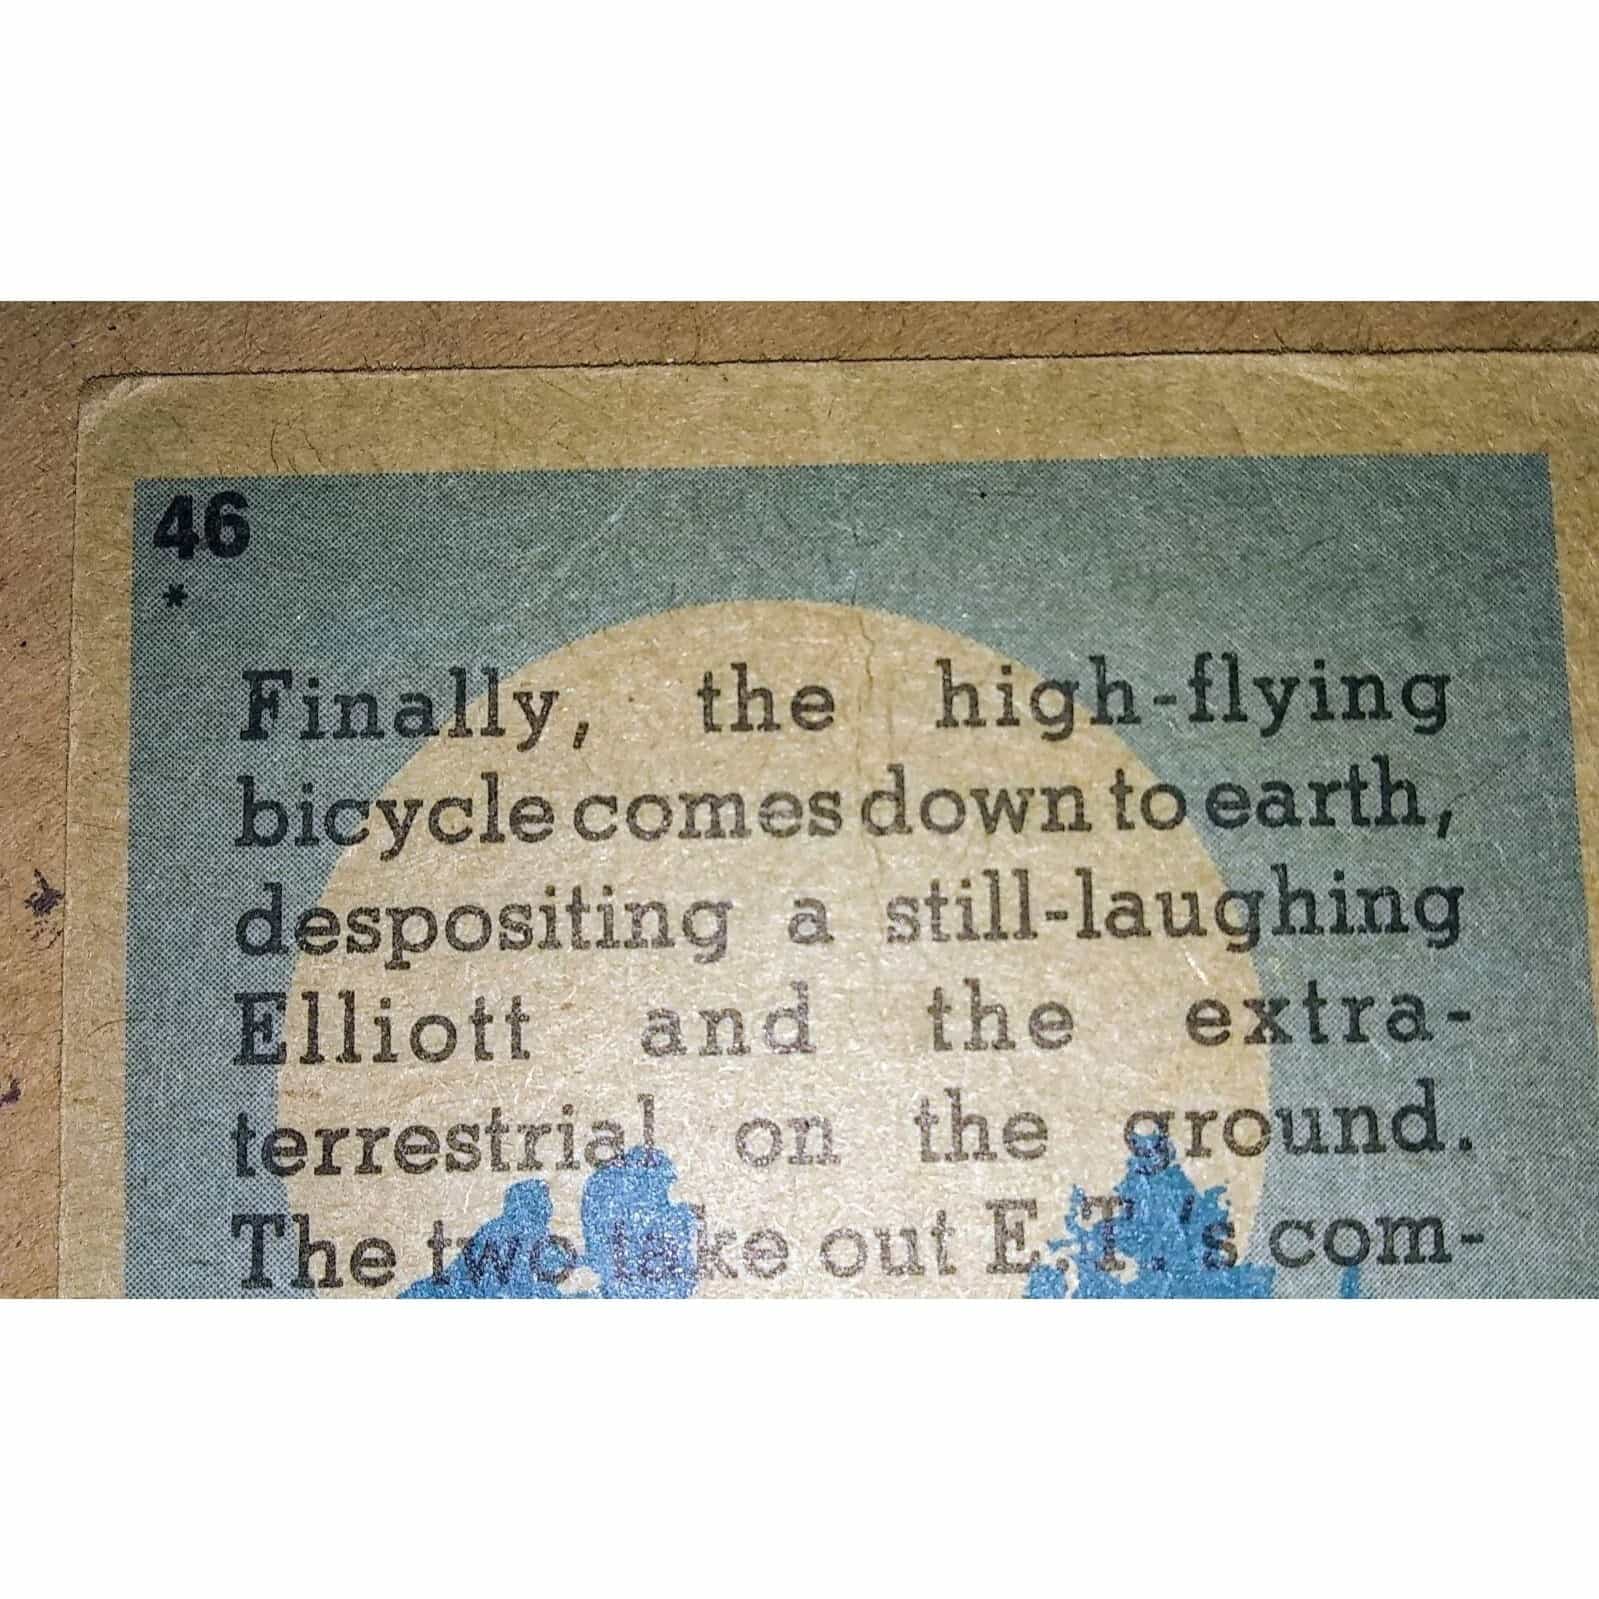 46
*
Finally, the high-flying
bicycle comes down to earth,
despositing a still-laughing
Elliott and the extra-
terrestrial on the ground.
The two take out E.T.'s com-